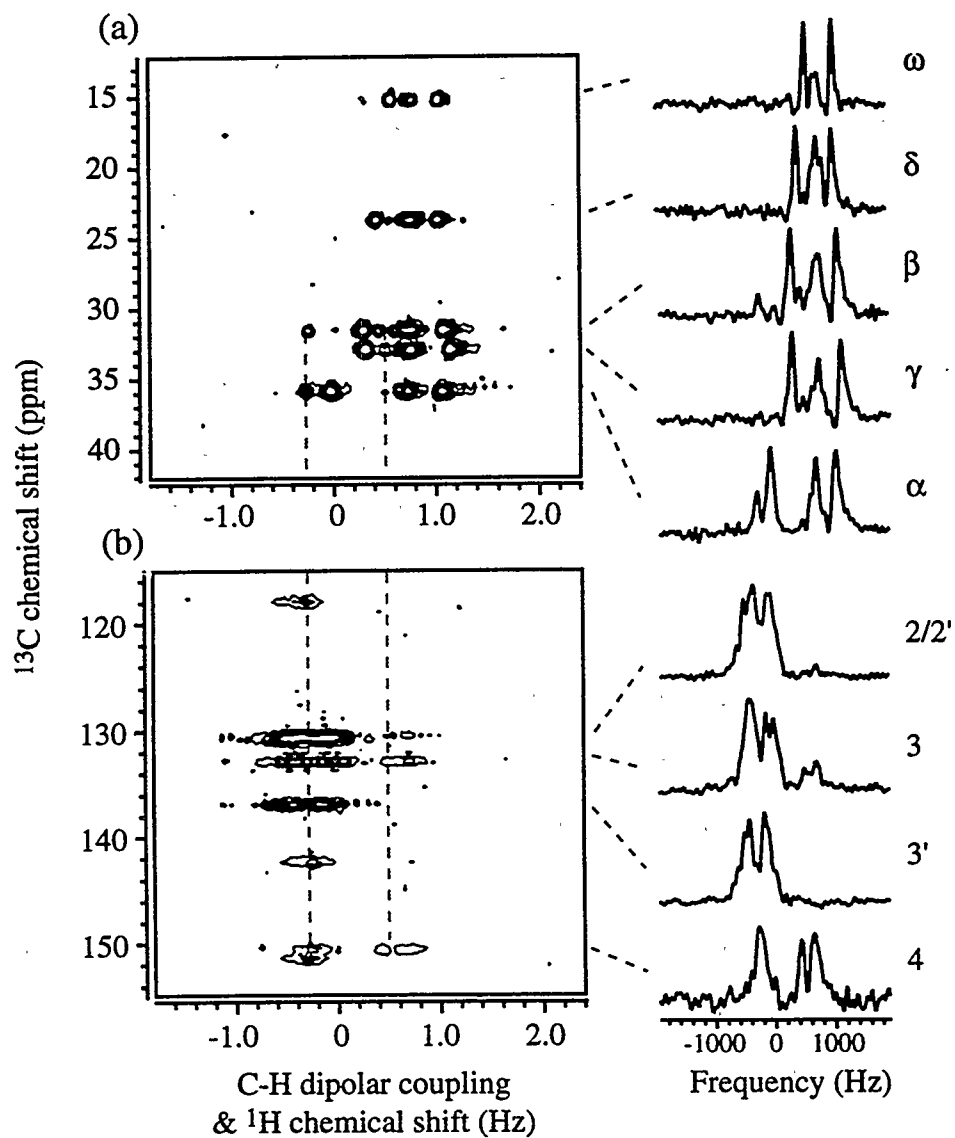 (a)
15
20
25
30
35
40
-1.0 0 1.0 2.0
ω
δ
β
γ
α
13C chemical shift (ppm)
(b)
120
130
140
150
-1.0 0 1.0 2.0
C-H dipolar coupling
& 1H chemical shift (Hz)
2/2'
3
3'
4
-1000 0 1000
Frequency (Hz)